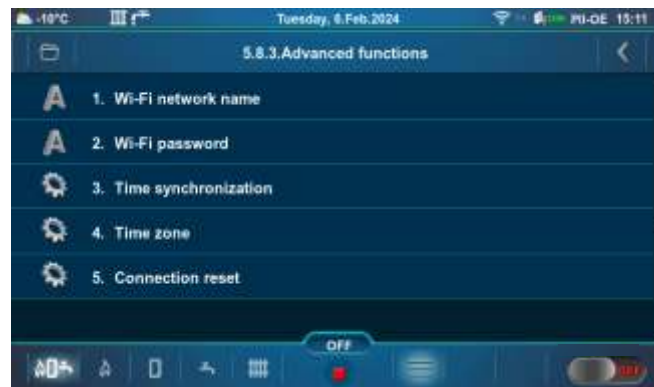 -10°C Tuesday, 6.Feb.2024 15:11
5.8.3.Advanced functions
1. Wi-Fi network name
2. Wi-Fi password
3. Time synchronization
4. Time zone
5. Connection reset
OFF
OFF